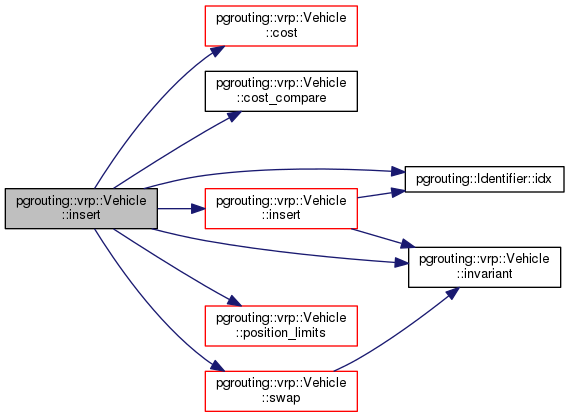 pgrouting::vrp::Vehicle
::cost
pgrouting::vrp::Vehicle
::cost_compare
pgrouting::Identifier::idx
pgrouting::vrp::Vehicle
::insert
pgrouting::vrp::Vehicle
::insert
pgrouting::vrp::Vehicle
::invariant
pgrouting::vrp::Vehicle
::position_limits
pgrouting::vrp::Vehicle
::swap